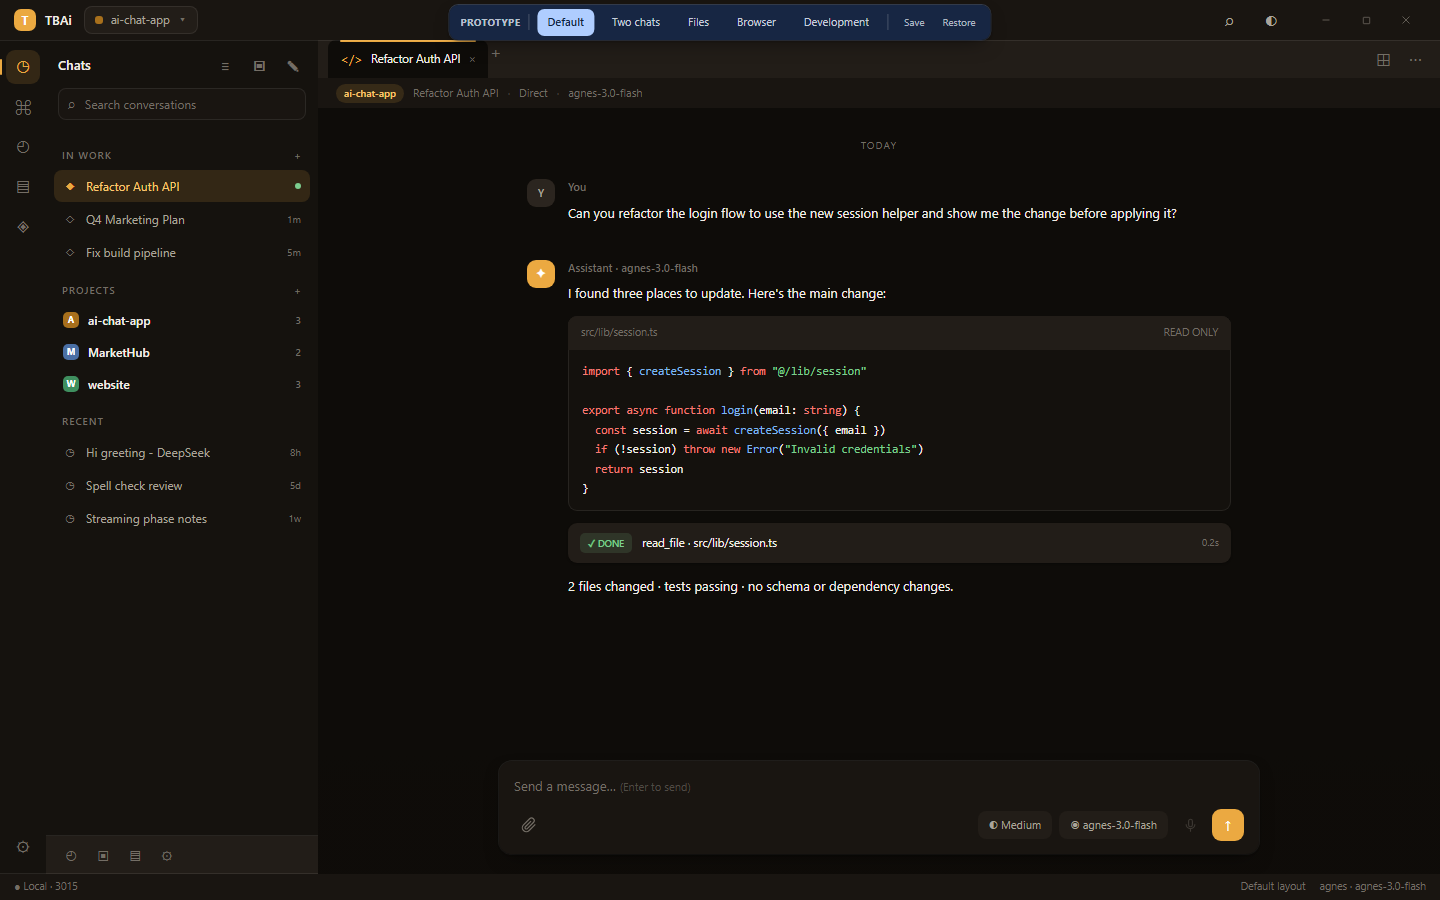 T TBAi ai-chat-app
PROTOTYPE Default Two chats Files Browser Development Save Restore
Chats
Search conversations
IN WORK +
Refactor Auth API
Q4 Marketing Plan 1m
Fix build pipeline 5m
PROJECTS +
A ai-chat-app 3
M MarketHub 2
W website 3
RECENT
Hi greeting - DeepSeek 8h
Spell check review 5d
Streaming phase notes 1w
</> Refactor Auth API × +
ai-chat-app Refactor Auth API · Direct · agnes-3.0-flash
TODAY
Y You
Can you refactor the login flow to use the new session helper and show me the change before applying it?
Assistant · agnes-3.0-flash
I found three places to update. Here's the main change:
src/lib/session.ts READ ONLY
import { createSession } from "@/lib/session"
export async function login(email: string) {
const session = await createSession({ email })
if (!session) throw new Error("Invalid credentials")
return session
}
✓ DONE read_file · src/lib/session.ts 0.2s
2 files changed · tests passing · no schema or dependency changes.
Send a message... (Enter to send)
Medium agnes-3.0-flash
Local · 3015
Default layout agnes · agnes-3.0-flash